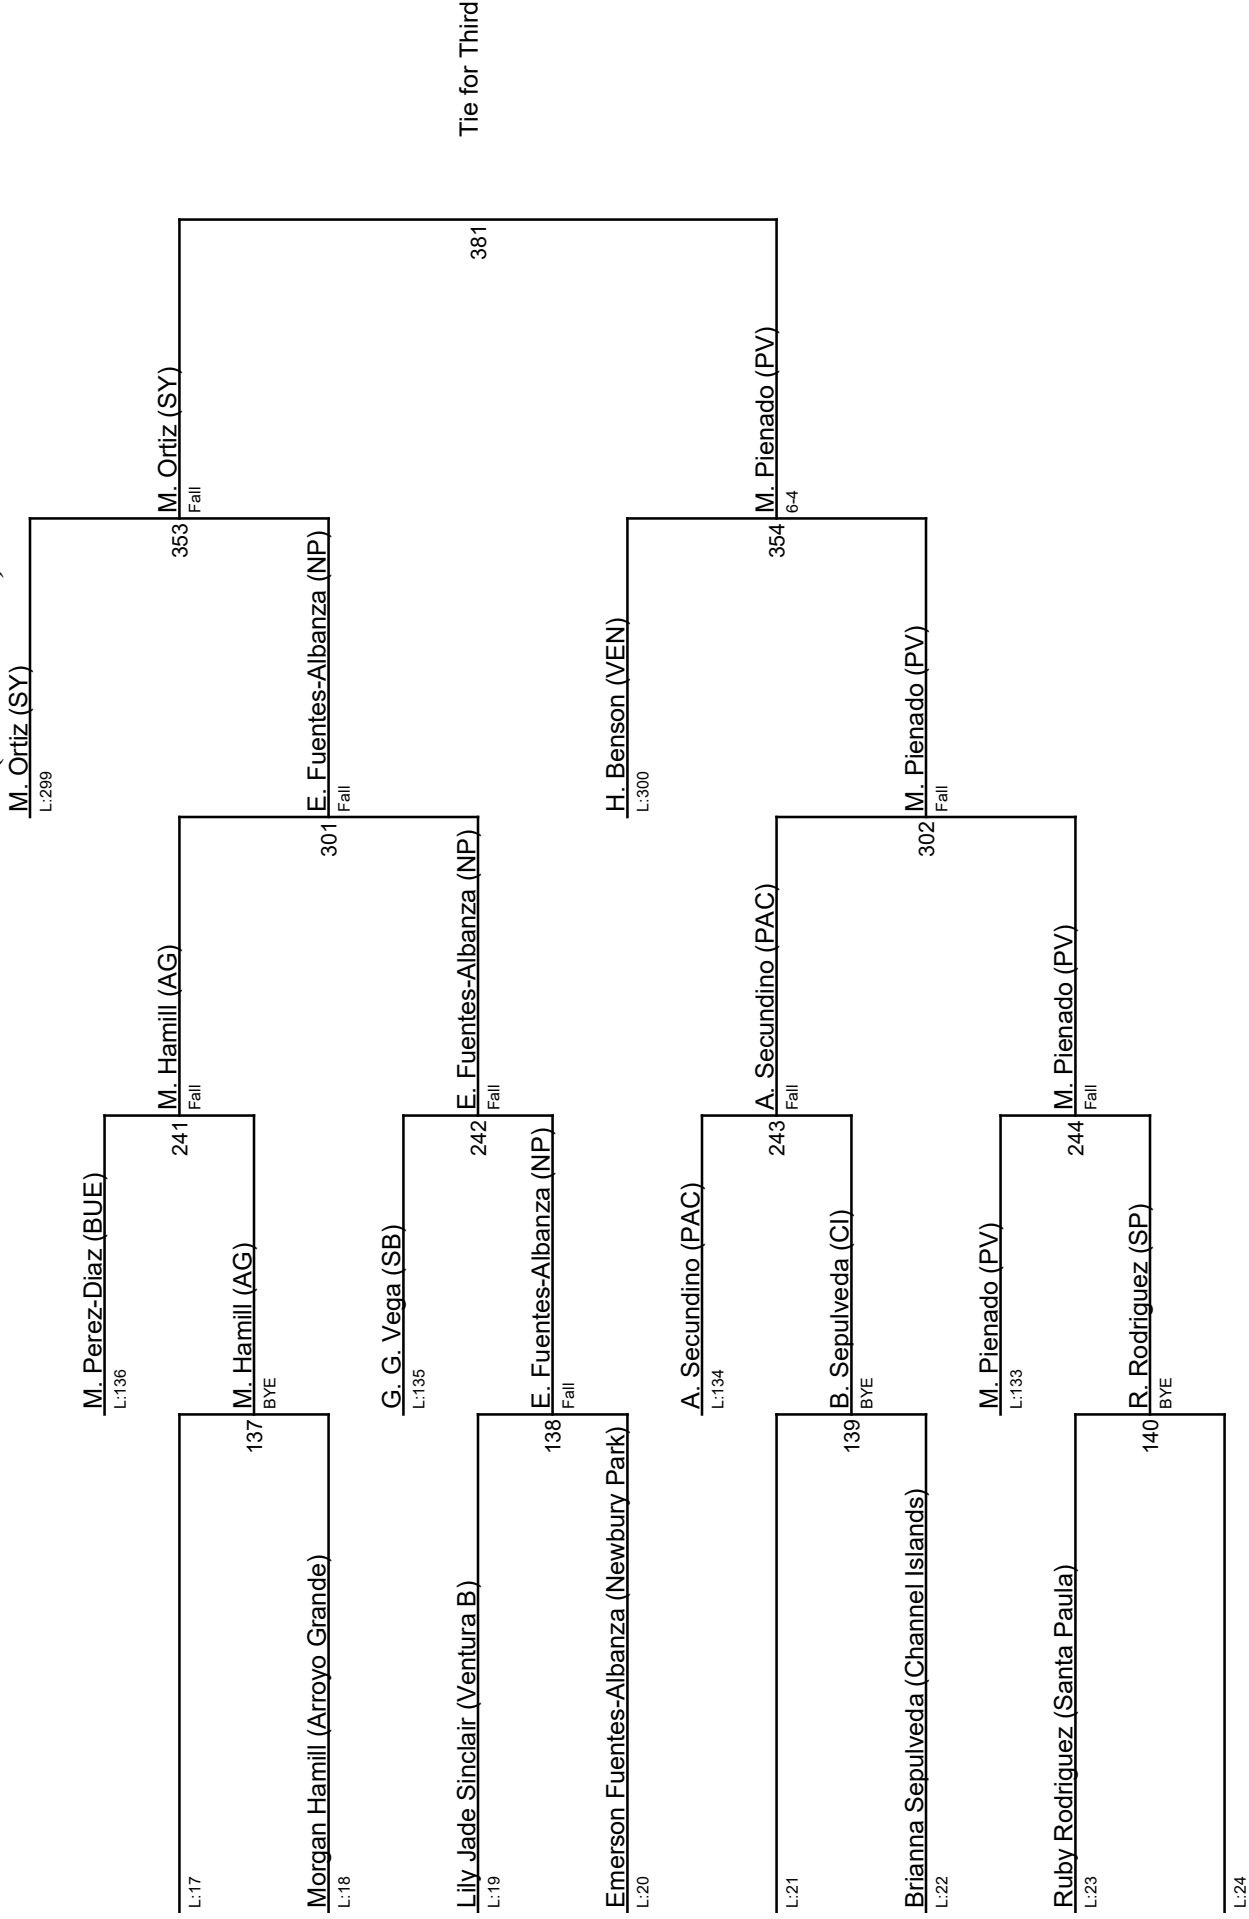 L:17
Morgan Hamill (Arroyo Grande)
L:18
Lily Jade Sinclair (Ventura B)
L:19
Emerson Fuentes-Albanza (Newbury Park)
L:20
L:21
Brianna Sepulveda (Channel Islands)
L:22
Ruby Rodriguez (Santa Paula)
L:23
L:24
M. Perez-Diaz (BUE)
L:136
137
M. Hamill (AG)
BYE
G. G. Vega (SB)
L:135
138
E. Fuentes-Albanza (NP)
Fall
A. Secundino (PAC)
L:134
139
B. Sepulveda (CI)
BYE
M. Pienado (PV)
L:133
140
R. Rodriguez (SP)
BYE
241
M. Hamill (AG)
Fall
242
E. Fuentes-Albanza (NP)
Fall
243
A. Secundino (PAC)
Fall
244
M. Pienado (PV)
Fall
M. Ortiz (SY)
L:299
301
E. Fuentes-Albanza (NP)
Fall
H. Benson (VEN)
L:300
302
M. Pienado (PV)
Fall
353
M. Ortiz (SY)
Fall
354
M. Pienado (PV)
6-4
381
Tie for Third